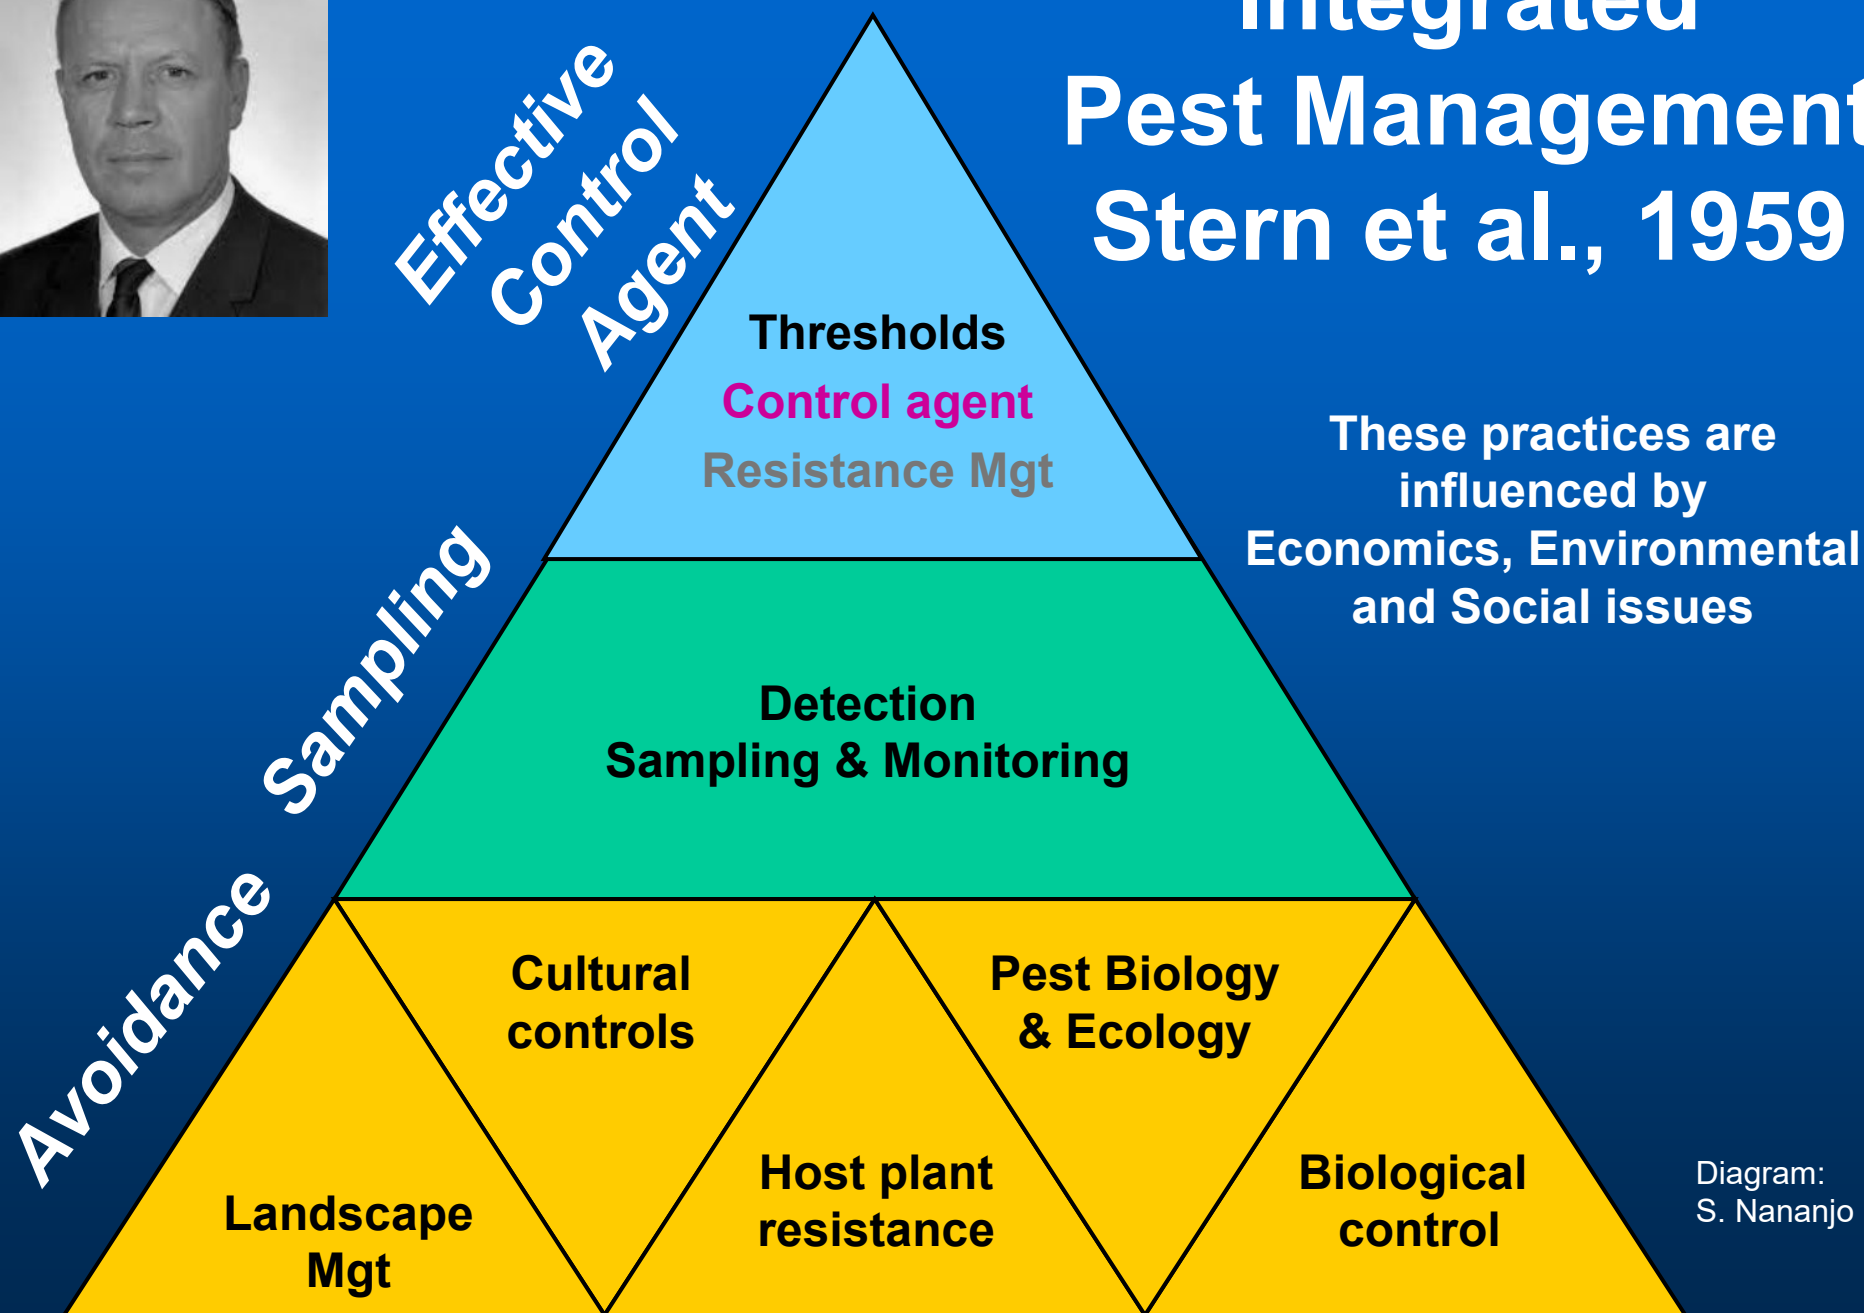 Integrated
Pest Management
Stern et al., 1959
Effective
Control
Agent
Thresholds
Control agent
Resistance Mgt
These practices are
influenced by
Economics, Environmental
and Social issues
Sampling
Detection
Sampling & Monitoring
Avoidance
Cultural
controls
Pest Biology
& Ecology
Landscape
Mgt
Host plant
resistance
Biological
control
Diagram:
S. Nananjo